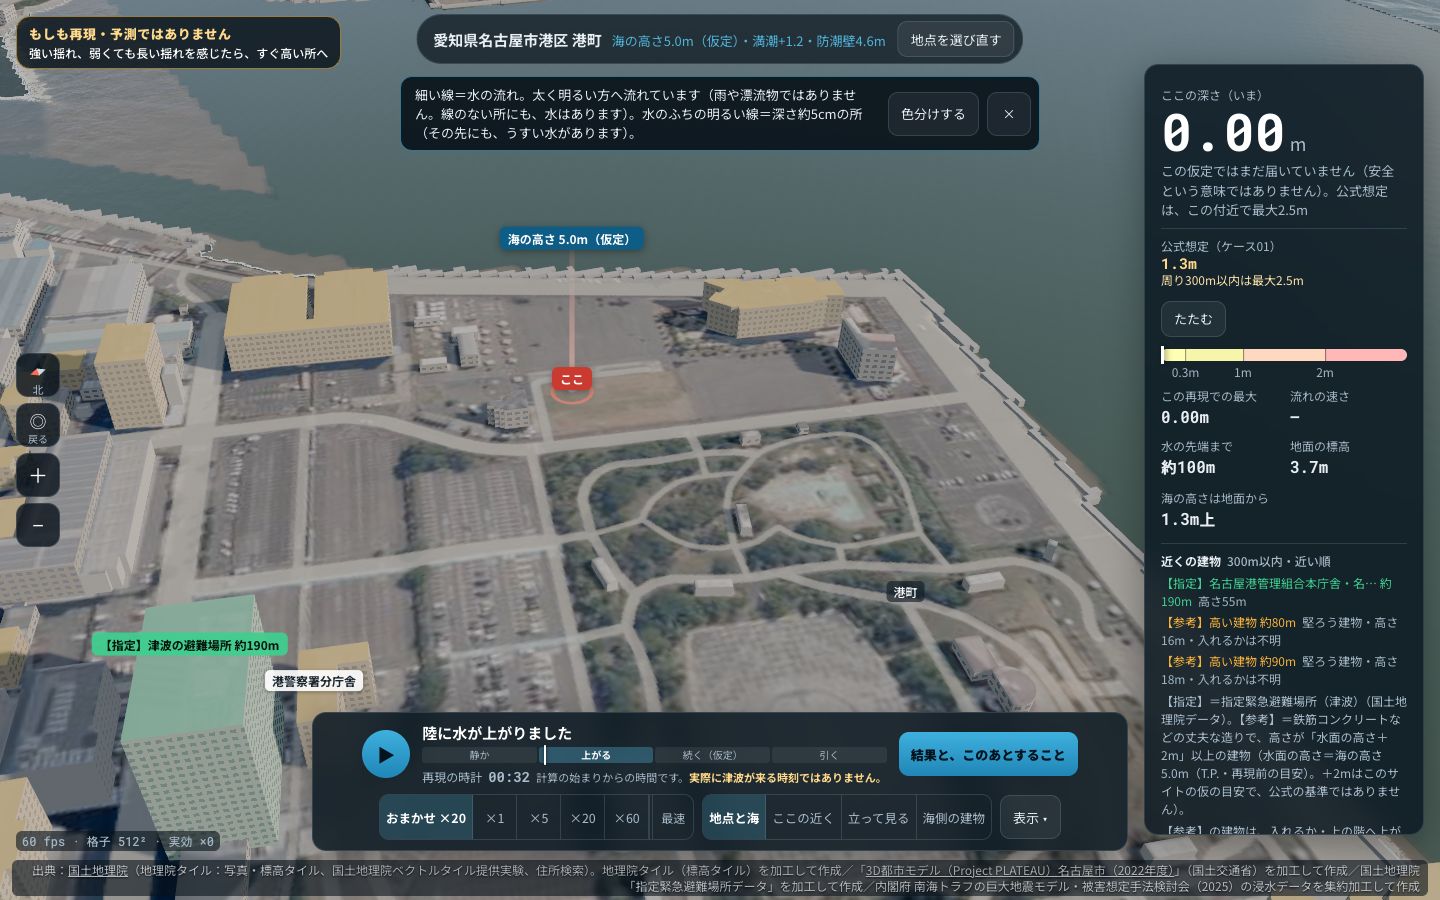 もしも再現・予測ではありません
強い揺れ、弱くても長い揺れを感じたら、すぐ高い所へ
愛知県名古屋市港区 港町 海の高さ5.0m（仮定）・満潮+1.2・防潮壁4.6m 地点を選び直す
細い線＝水の流れ。太く明るい方へ流れています（雨や漂流物ではありませ
ん。線のない所にも、水はあります）。水のふちの明るい線＝深さ約5cmの所
（その先にも、うすい水があります）。
色分けする ×
海の高さ 5.0m（仮定）
ここ
港町
【指定】津波の避難場所 約190m
港警察署分庁舎
北
戻る
＋
−
ここの深さ（いま）
0.00 m
この仮定ではまだ届いていません（安全
という意味ではありません）。公式想定
は、この付近で最大2.5m
公式想定（ケース01）
1.3m
周り300m以内は最大2.5m
たたむ
0.3m 1m 2m
この再現での最大 流れの速さ
0.00m −
水の先端まで 地面の標高
約100m 3.7m
海の高さは地面から
1.3m上
近くの建物 300m以内・近い順
【指定】名古屋港管理組合本庁舎・名… 約
190m 高さ55m
【参考】高い建物 約80m 堅ろう建物・高さ
16m・入れるかは不明
【参考】高い建物 約90m 堅ろう建物・高さ
18m・入れるかは不明
【指定】＝指定緊急避難場所（津波）（国土地
理院データ）。【参考】＝鉄筋コンクリートな
どの丈夫な造りで、高さが「水面の高さ＋
2m」以上の建物（水面の高さ＝海の高さ
5.0m（T.P.・再現前の目安）。＋2mはこのサ
イトの仮の目安で、公式の基準ではありませ
ん）。
【参考】の建物は、入れるか・上の階へ上が
陸に水が上がりました
静か 上がる 続く（仮定） 引く
再現の時計 00:32 計算の始まりからの時間です。実際に津波が来る時刻ではありません。
結果と、このあとすること
おまかせ ×20 ×1 ×5 ×20 ×60 最速 地点と海 ここの近く 立って見る 海側の建物 表示 ▾
60 fps · 格子 512² · 実効 ×0
出典：国土地理院（地理院タイル：写真・標高タイル、国土地理院ベクトルタイル提供実験、住所検索）。地理院タイル（標高タイル）を加工して作成／「3D都市モデル（Project PLATEAU）名古屋市（2022年度）」（国土交通省）を加工して作成／国土地理院
「指定緊急避難場所データ」を加工して作成／内閣府 南海トラフの巨大地震モデル・被害想定手法検討会（2025）の浸水データを集約加工して作成